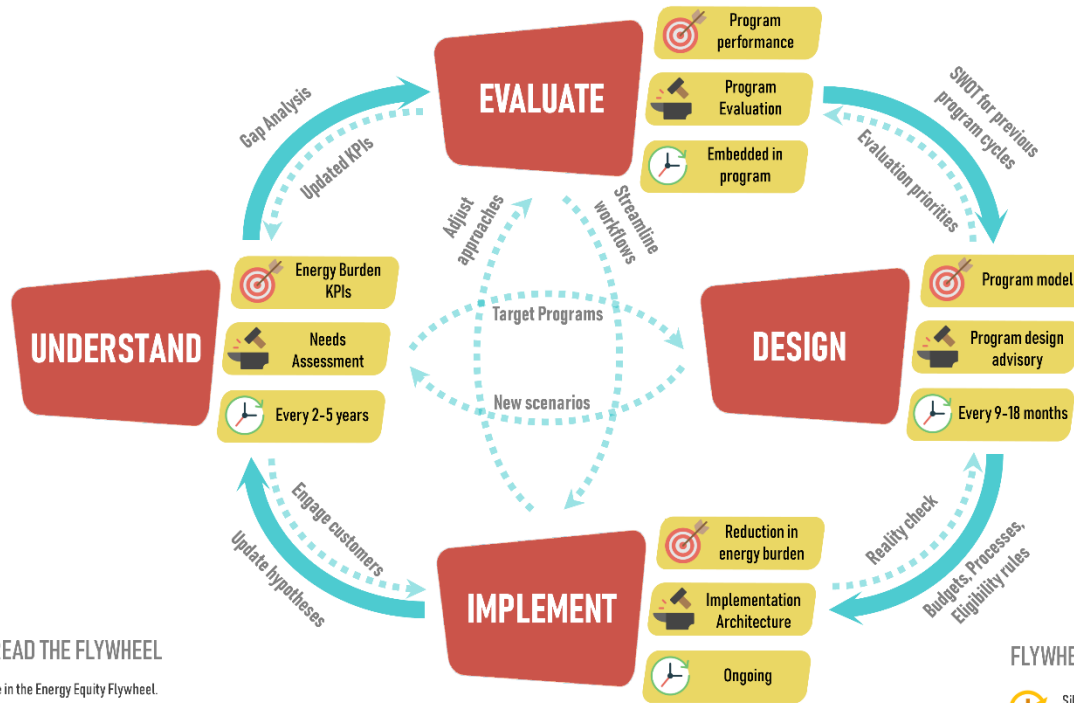 EVALUATE
Program
performance
Program
Evaluation
Embedded in
program
Gap Analysis
Updated KPIs
SWOT for previous
program cycles
Evaluation priorities
Adjust
approaches
Streamline
workflows
UNDERSTAND
Energy Burden
KPIs
Needs
Assessment
Every 2-5 years
Target Programs
New scenarios
DESIGN
Program model
Program design
advisory
Every 9-18 months
Engage customers
Update hypotheses
Reality check
Budgets, Processes,
Eligibility rules
IMPLEMENT
Reduction in
energy burden
Implementation
Architecture
Ongoing
READ THE FLYWHEEL
in the Energy Equity Flywheel.